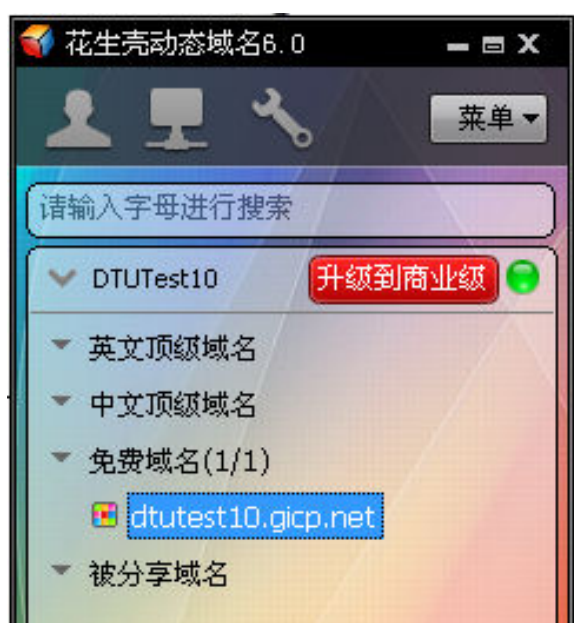 花生壳动态域名6.0
菜单
请输入字母进行搜索
DTUTest10 升级到商业级
英文顶级域名
中文顶级域名
免费域名(1/1)
dtutest10.gicp.net
被分享域名